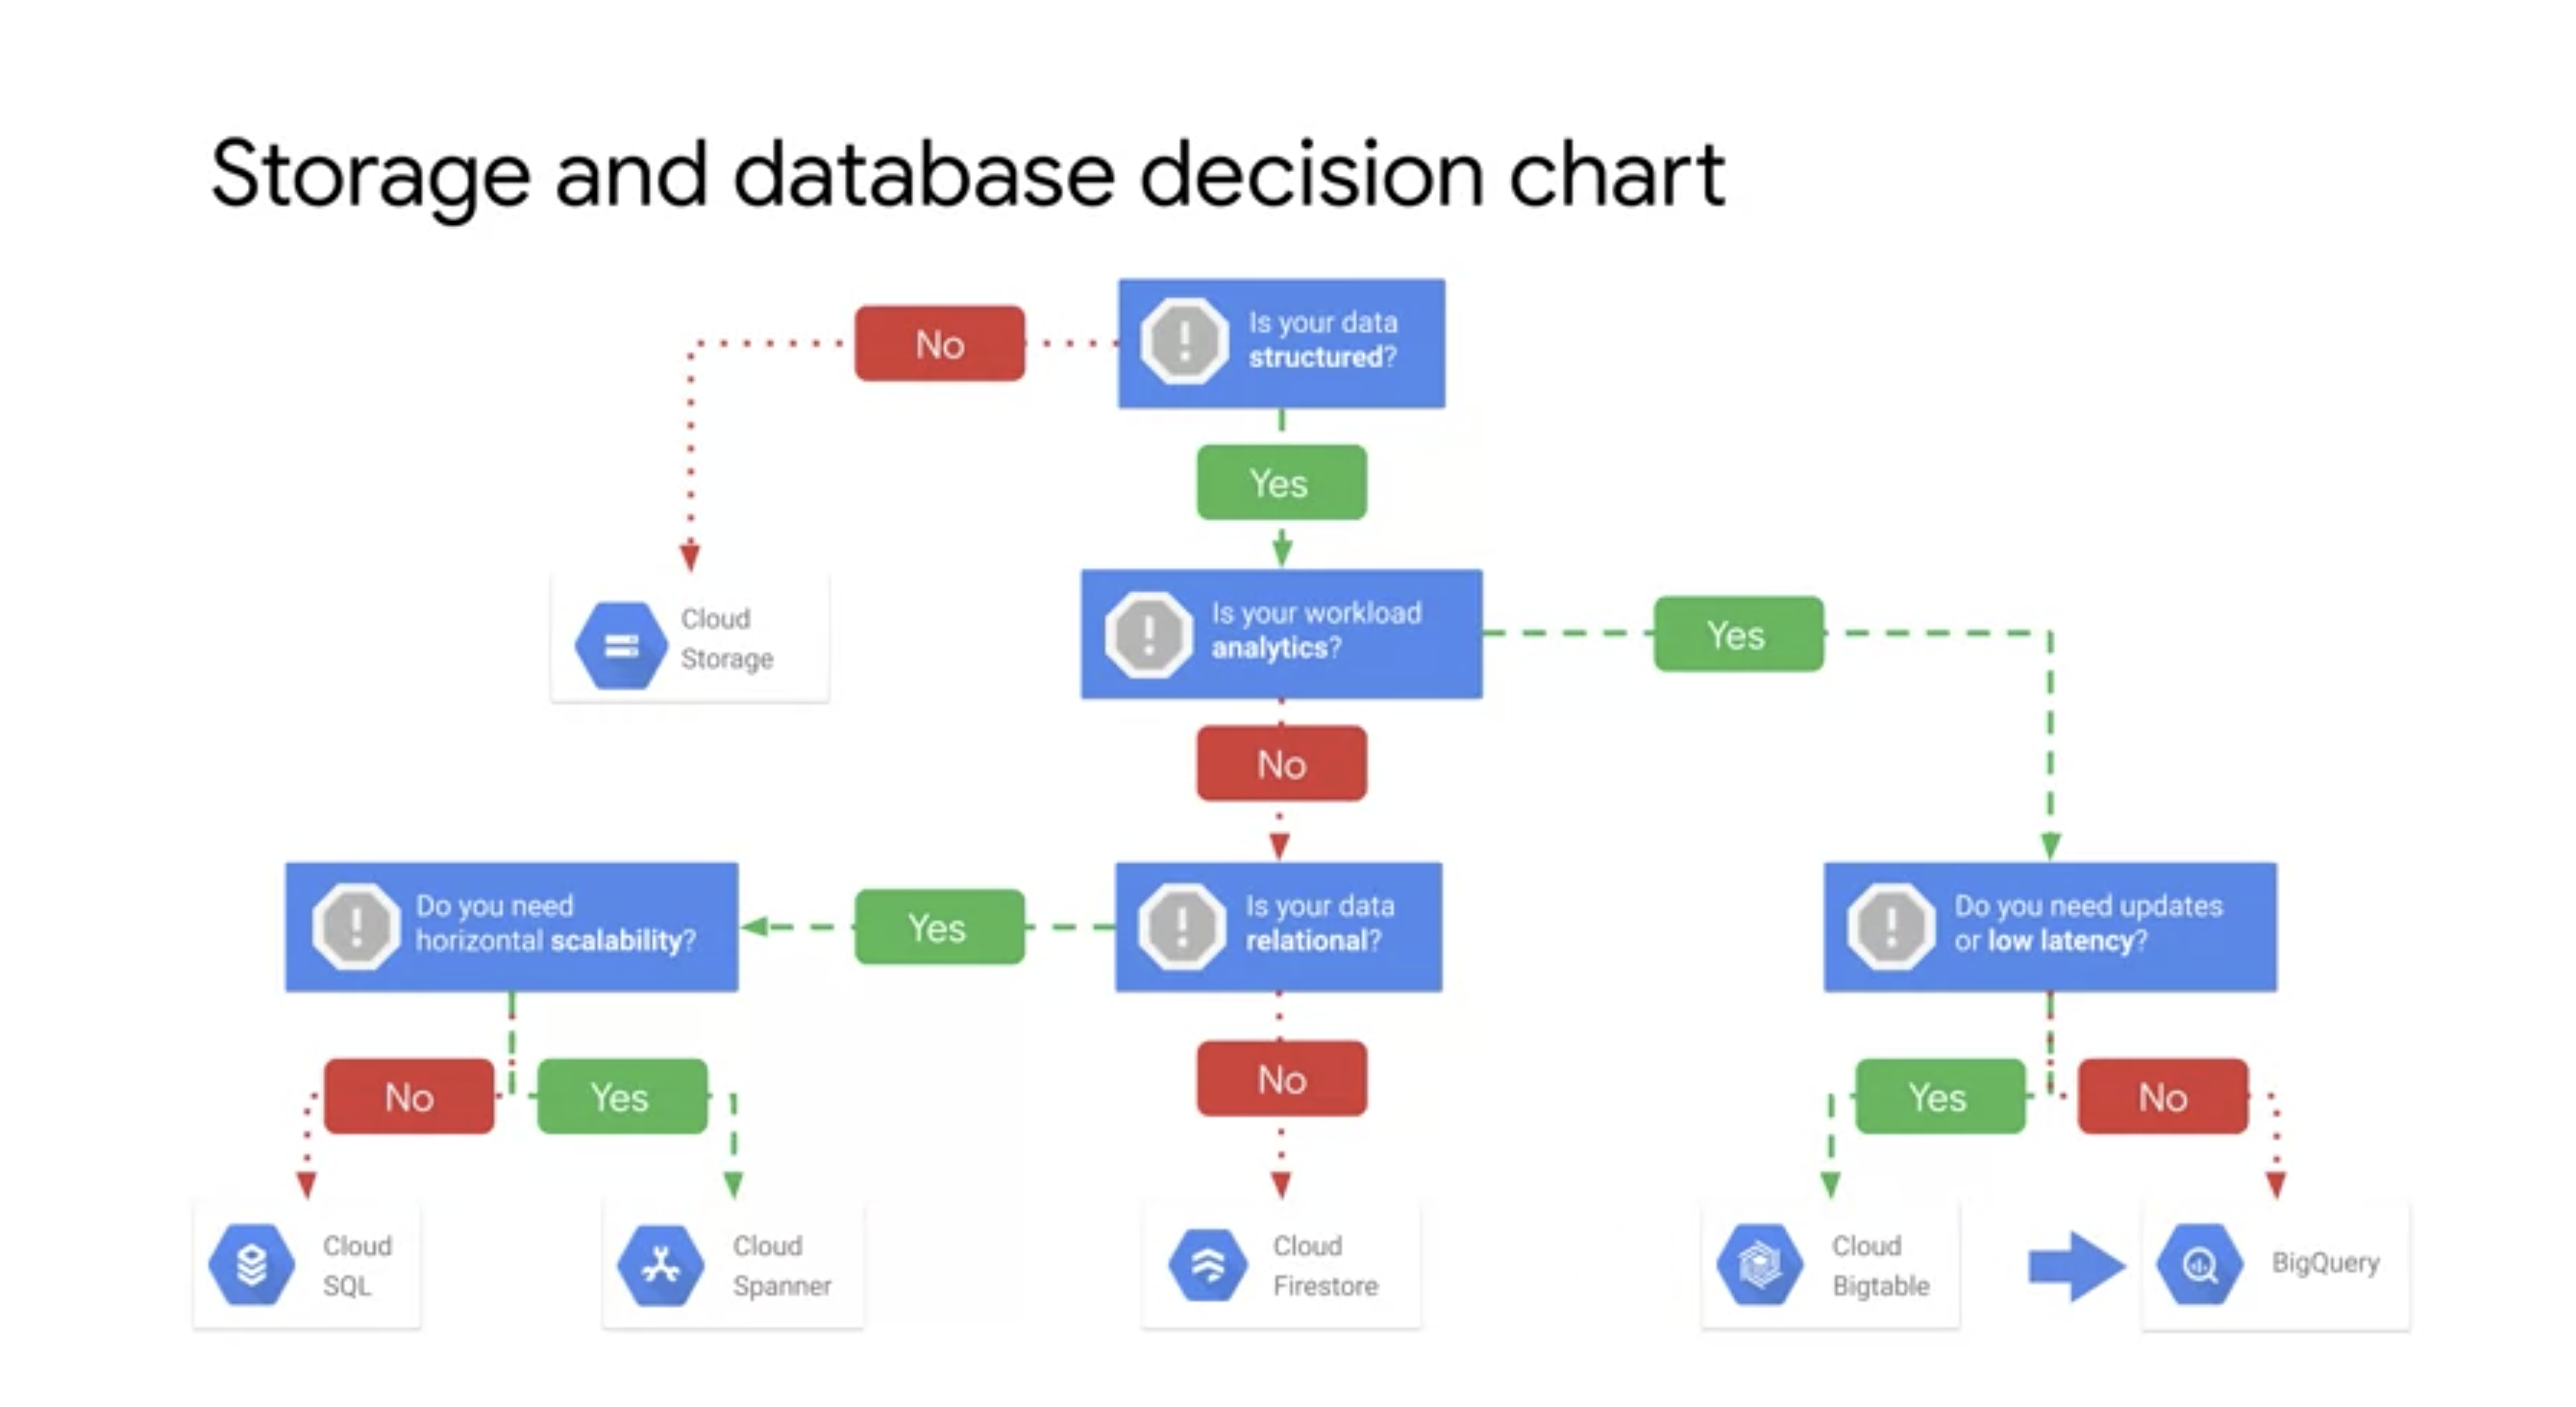 Storage and database decision chart
No
Is your data
structured?
Yes
Cloud
Storage
Is your workload
analytics?
Yes
No
Do you need
horizontal scalability?
Yes
Is your data
relational?
Do you need updates
or low latency?
No
Yes
No
Yes
No
Cloud
SQL
Cloud
Spanner
Cloud
Firestore
Cloud
Bigtable
BigQuery